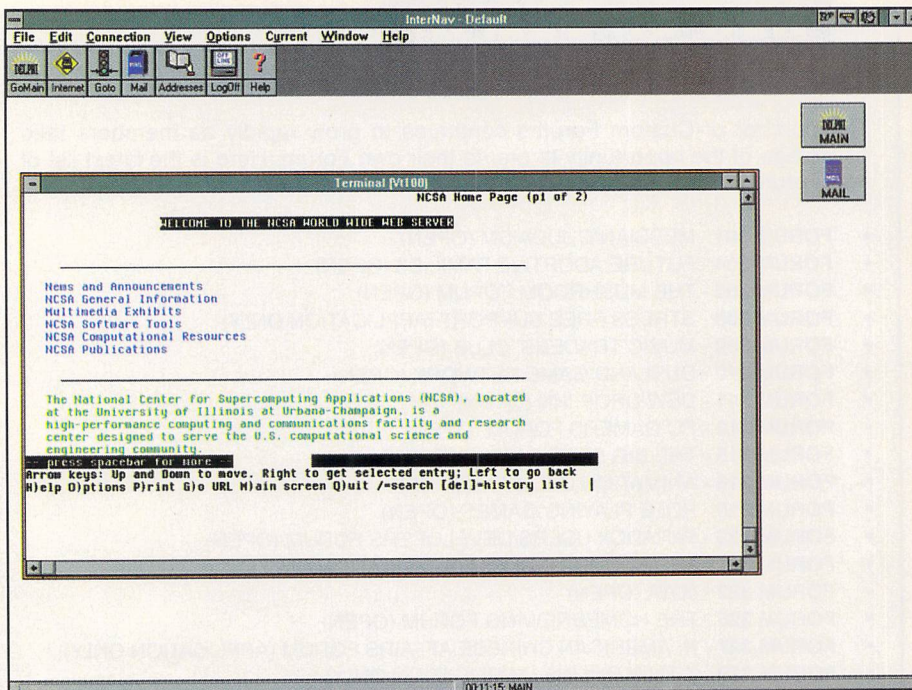 InterNav - Default
File Edit Connection View Options Current Window Help
DELPHI
OFF LINE
?
GoMain Internet Goto Mail Addresses LogOff Help
DELPHI
MAIN
MAIL
Terminal [Vt100]
NCSA Home Page (p1 of 2)
WELCOME TO THE NCSA WORLD WIDE WEB SERVER
News and Announcements
NCSA General Information
Multimedia Exhibits
NCSA Software Tools
NCSA Computational Resources
NCSA Publications
The National Center for Supercomputing Applications (NCSA), located
at the University of Illinois at Urbana-Champaign, is a
high-performance computing and communications facility and research
center designed to serve the U.S. computational science and
engineering community.
-- press spacebar for more --
Arrow keys: Up and Down to move. Right to get selected entry; Left to go back
H)elp O)ptions P)rint G)o URL M)ain screen Q)uit /=search [del]=history list
00:11:15: MAIN